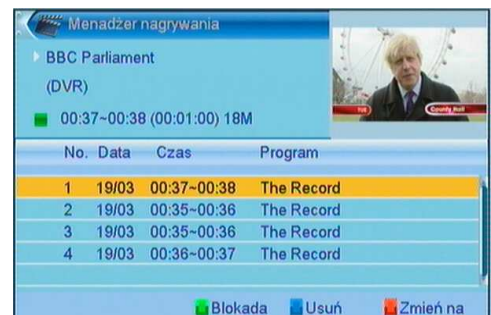 Menadżer nagrywania
BBC Parliament
(DVR)
00:37~00:38 (00:01:00) 18M
County Hall
No. Data Czas Program
1 19/03 00:37~00:38 The Record
2 19/03 00:35~00:36 The Record
3 19/03 00:35~00:36 The Record
4 19/03 00:36~00:37 The Record
Blokada Usuń Zmień na